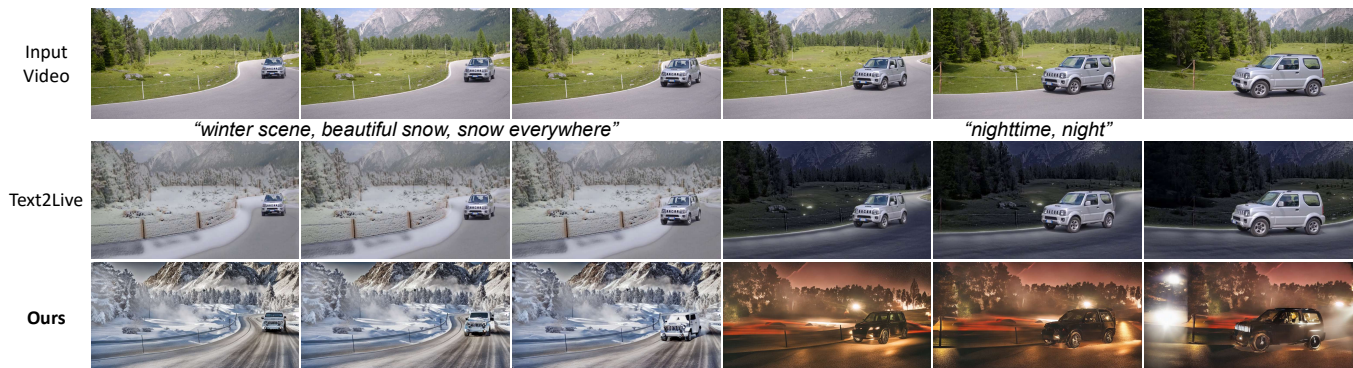 Input
Video
"winter scene, beautiful snow, snow everywhere"
"nighttime, night"
Text2Live
Ours